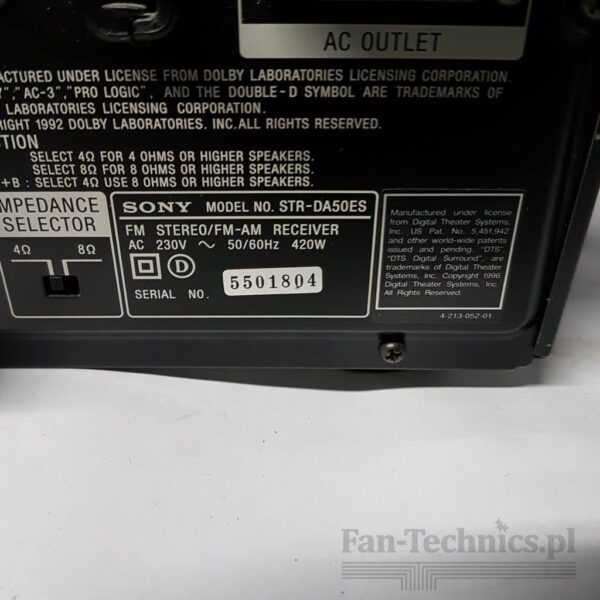 AC OUTLET
ACTURED UNDER LICENSE FROM DOLBY LABORATORIES LICENSING CORPORATION.
Y", "AC-3", "PRO LOGIC", AND THE DOUBLE-D SYMBOL ARE TRADEMARKS OF
LABORATORIES LICENSING CORPORATION.
RIGHT 1992 DOLBY LABORATORIES. INC. ALL RIGHTS RESERVED.
TION
SELECT 4Ω FOR 4 OHMS OR HIGHER SPEAKERS.
SELECT 8Ω FOR 8 OHMS OR HIGHER SPEAKERS.
+B : SELECT 4Ω USE 8 OHMS OR HIGHER SPEAKERS.
MPEDANCE
SELECTOR
4Ω 8Ω
SONY MODEL NO. STR-DA50ES
FM STEREO/FM-AM RECEIVER
AC 230V ~ 50/60Hz 420W
D
SERIAL NO. 5501804
Manufactured under license
from Digital Theater Systems,
Inc. US Pat. No. 5,451,942
and other world-wide patents
issued and pending. "DTS",
"DTS Digital Surround", are
trademarks of Digital Theater
Systems, Inc. Copyright 1996
Digital Theater Systems, Inc.
All Rights Reserved.
4-213-052-01
Fan-Technics.pl